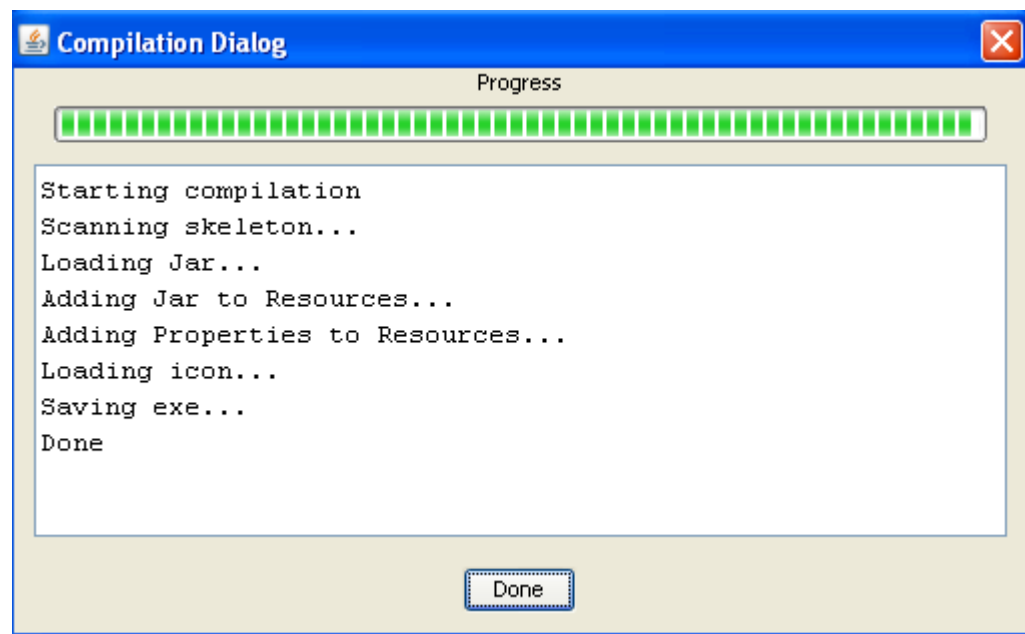 Compilation Dialog
Progress
Starting compilation
Scanning skeleton...
Loading Jar...
Adding Jar to Resources...
Adding Properties to Resources...
Loading icon...
Saving exe...
Done
Done